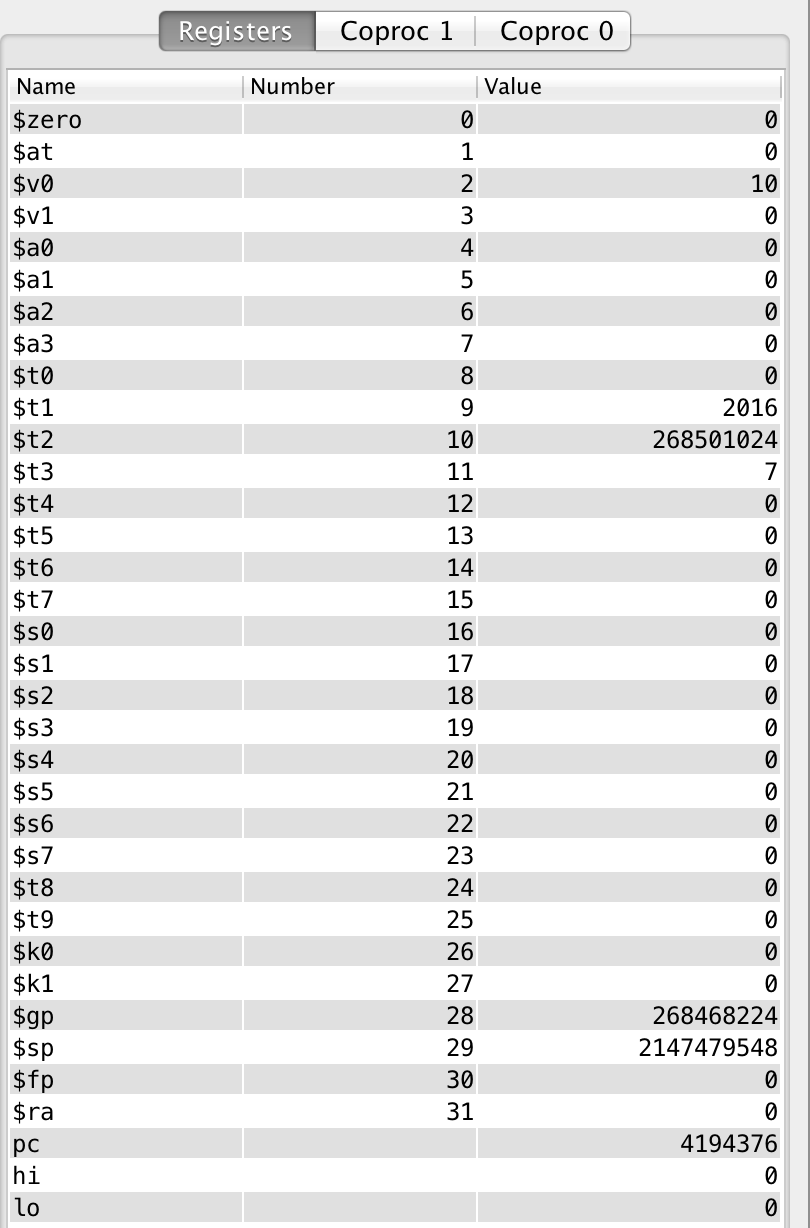 Registers Coproc 1 Coproc 0
Name Number Value
$zero 0 0
$at 1 0
$v0 2 10
$v1 3 0
$a0 4 0
$a1 5 0
$a2 6 0
$a3 7 0
$t0 8 0
$t1 9 2016
$t2 10 268501024
$t3 11 7
$t4 12 0
$t5 13 0
$t6 14 0
$t7 15 0
$s0 16 0
$s1 17 0
$s2 18 0
$s3 19 0
$s4 20 0
$s5 21 0
$s6 22 0
$s7 23 0
$t8 24 0
$t9 25 0
$k0 26 0
$k1 27 0
$gp 28 268468224
$sp 29 2147479548
$fp 30 0
$ra 31 0
pc 4194376
hi 0
lo 0